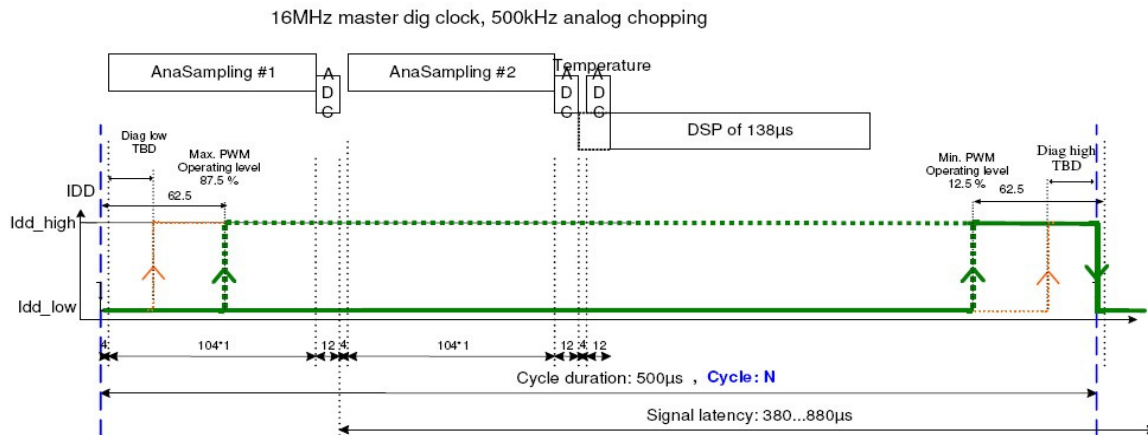 16MHz master dig clock, 500kHz analog chopping
AnaSampling #1
A
D
C
AnaSampling #2
Temperature
A
D
C
A
D
C
DSP of 138µs
Diag low
TBD
Max. PWM
Operating level
87.5 %
62.5
Min. PWM
Operating level
12.5 %
62.5
Diag high
TBD
IDD
Idd_high
Idd_low
4
104*1
12
4
104*1
12
4
12
Cycle duration: 500µs , Cycle: N
Signal latency: 380...880µs